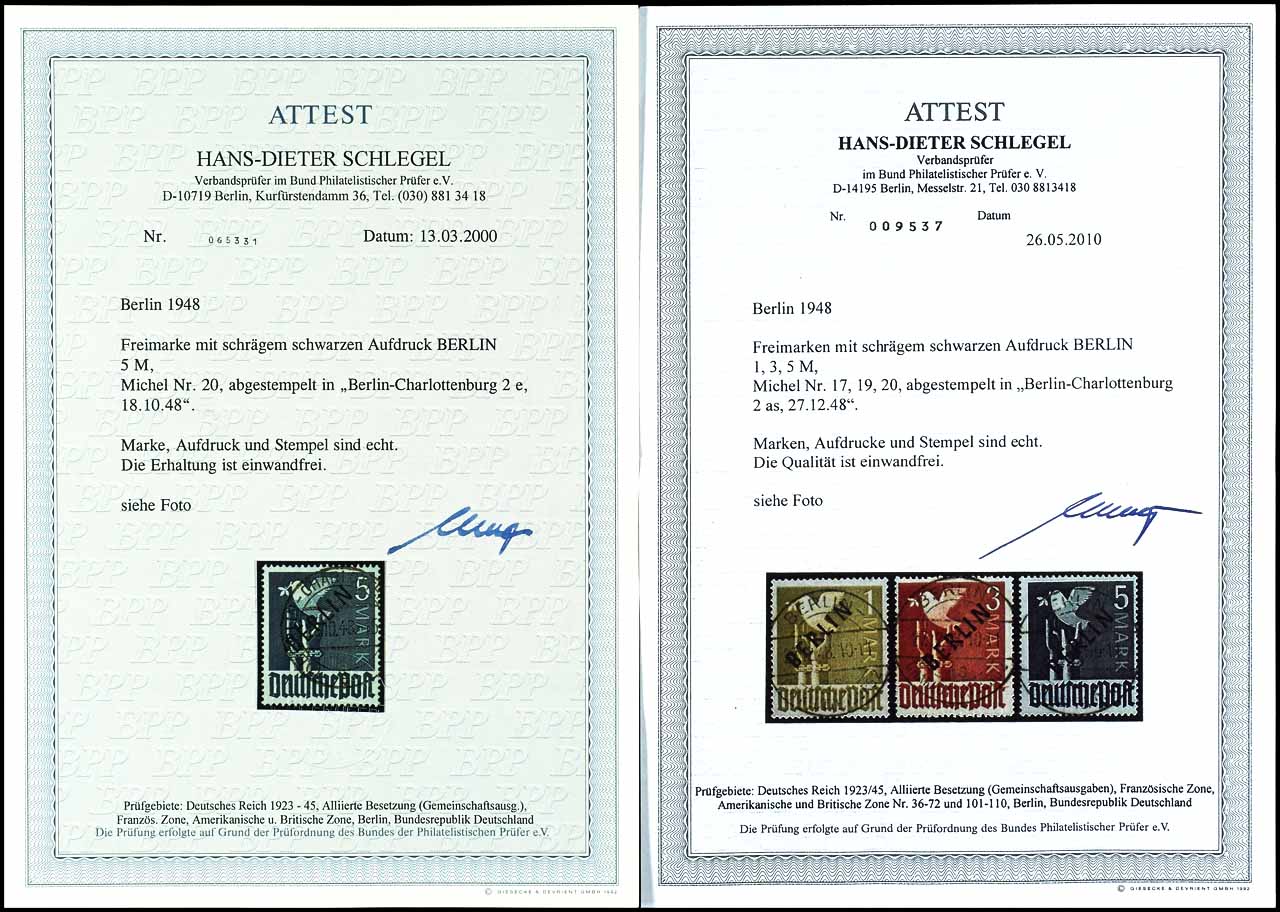 ATTEST
HANS-DIETER SCHLEGEL
Verbandsprüfer
im Bund Philatelistischer Prüfer e.V.
D-10719 Berlin, Kurfürstendamm 36, Tel. (030) 881 34 18
Nr. 065331 Datum: 13.03.2000
Berlin 1948
Freimarke mit schrägem schwarzen Aufdruck BERLIN
5 M,
Michel Nr. 20, abgestempelt in „Berlin-Charlottenburg 2 e,
18.10.48“.
Marke, Aufdruck und Stempel sind echt.
Die Erhaltung ist einwandfrei.
siehe Foto
5 MARK
BERLIN
Deutsche Post
Prüfgebiete: Deutsches Reich 1923 - 45, Alliierte Besetzung (Gemeinschaftsausg.),
Französ. Zone, Amerikanische u. Britische Zone, Berlin, Bundesrepublik Deutschland
Die Prüfung erfolgte auf Grund der Prüfordnung des Bundes der Philatelistischen Prüfer e.V.
© GIESECKE & DEVRIENT GMBH 1992
ATTEST
HANS-DIETER SCHLEGEL
Verbandsprüfer
im Bund Philatelistischer Prüfer e. V.
D-14195 Berlin, Messelstr. 21, Tel. 030 8813418
Nr. 009537 Datum
26.05.2010
Berlin 1948
Freimarken mit schrägem schwarzen Aufdruck BERLIN
1, 3, 5 M,
Michel Nr. 17, 19, 20, abgestempelt in „Berlin-Charlottenburg
2 as, 27.12.48“.
Marken, Aufdrucke und Stempel sind echt.
Die Qualität ist einwandfrei.
siehe Foto
1 MARK
BERLIN
Deutsche Post
3 MARK
BERLIN
Deutsche Post
5 MARK
BERLIN
Deutsche Post
Prüfgebiete: Deutsches Reich 1923/45, Alliierte Besetzung (Gemeinschaftsausgaben), Französische Zone,
Amerikanische und Britische Zone Nr. 36-72 und 101-110, Berlin, Bundesrepublik Deutschland
Die Prüfung erfolgte auf Grund der Prüfordnung des Bundes Philatelistischer Prüfer e.V.
© GIESECKE & DEVRIENT GMBH 1992